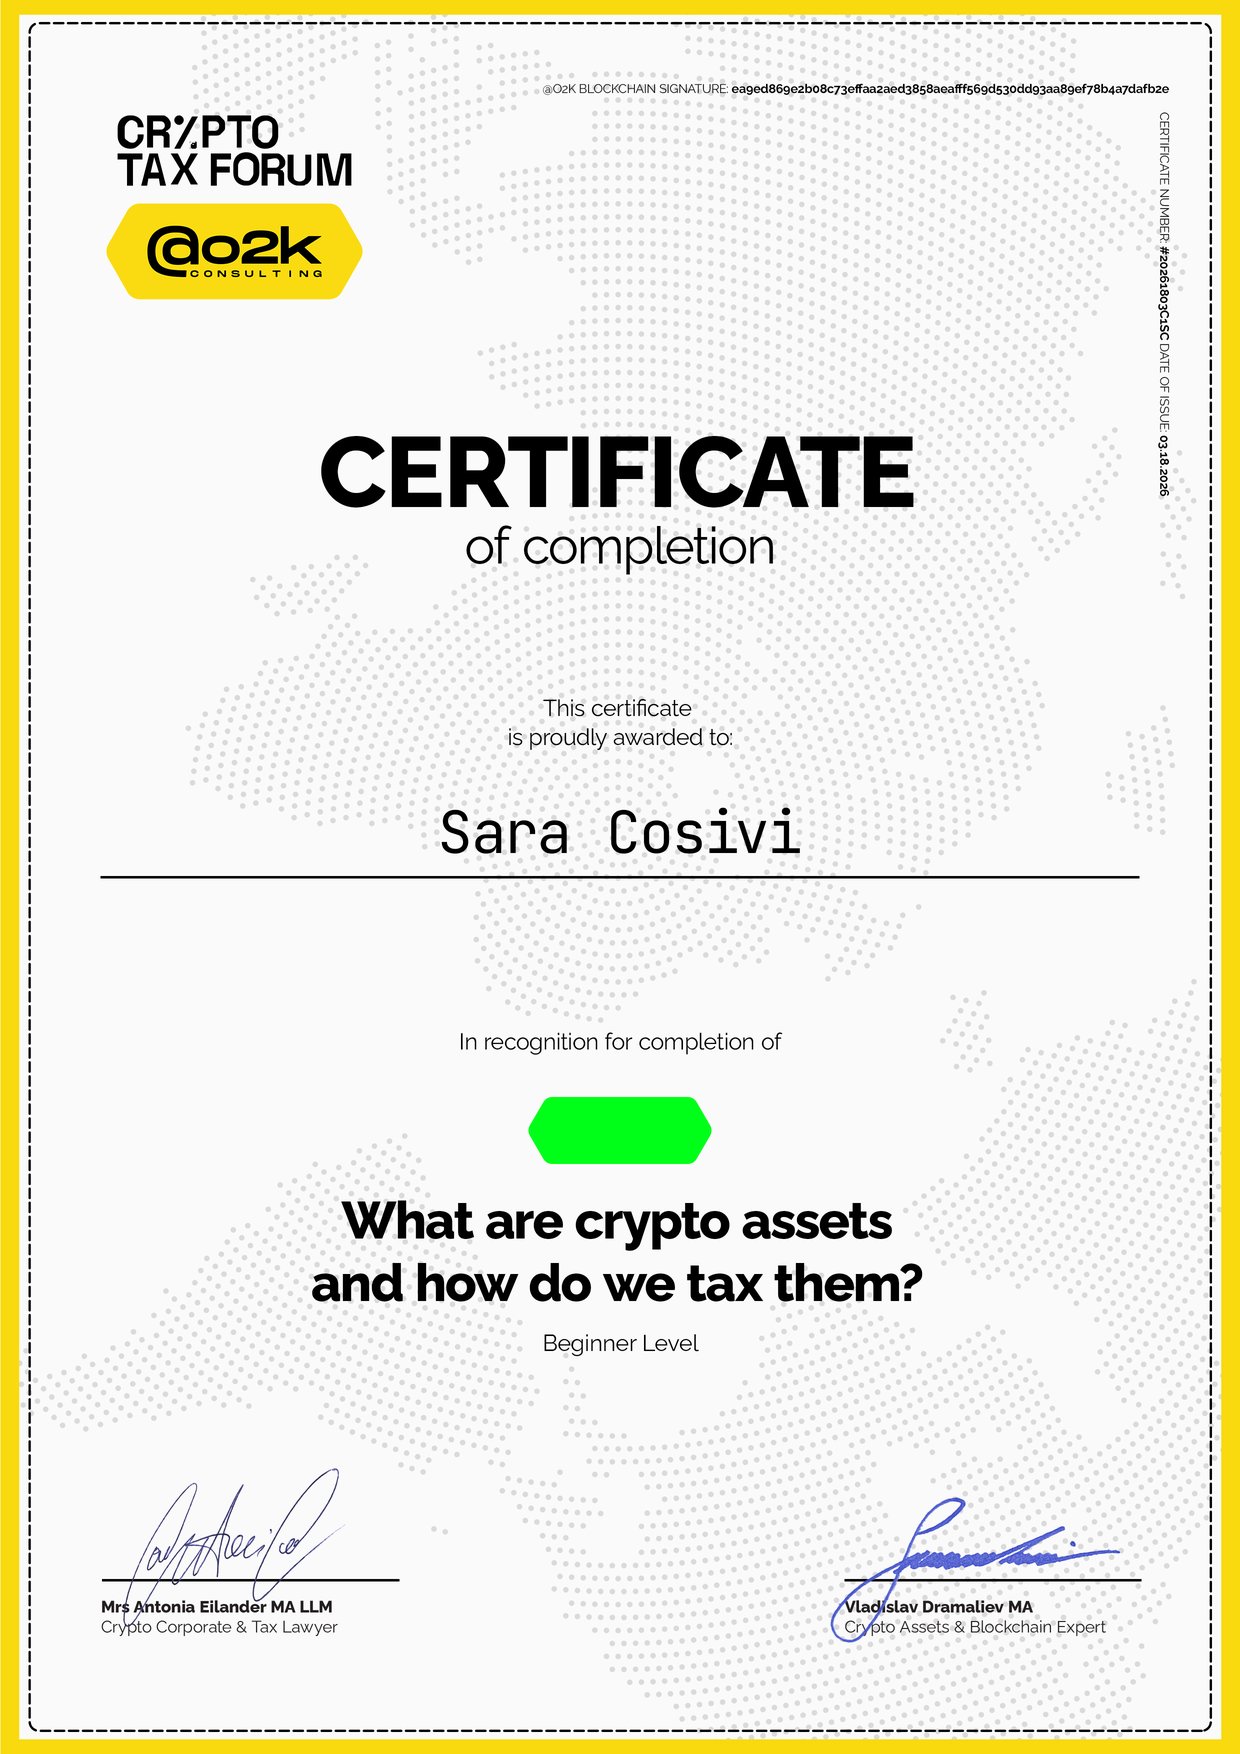 @O2K BLOCKCHAIN SIGNATURE: ea9ed869e2b08c73effaa2aed3858aeafff569d530dd93aa89ef78b4a7dafb2e
CERTIFICATE NUMBER: #20261803C1SC DATE OF ISSUE: 03.18.2026
CRYPTO
TAX FORUM
@o2k
CONSULTING
CERTIFICATE
of completion
This certificate
is proudly awarded to:
Sara Cosivi
In recognition for completion of
What are crypto assets
and how do we tax them?
Beginner Level
Mrs Antonia Eilander MA LLM
Crypto Corporate & Tax Lawyer
Vladislav Dramaliev MA
Crypto Assets & Blockchain Expert